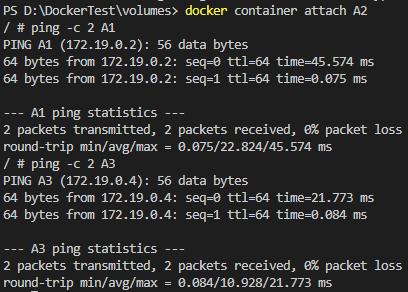 PS D:\DockerTest\volumes> docker container attach A2
/ # ping -c 2 A1
PING A1 (172.19.0.2): 56 data bytes
64 bytes from 172.19.0.2: seq=0 ttl=64 time=45.574 ms
64 bytes from 172.19.0.2: seq=1 ttl=64 time=0.075 ms

--- A1 ping statistics ---
2 packets transmitted, 2 packets received, 0% packet loss
round-trip min/avg/max = 0.075/22.824/45.574 ms
/ # ping -c 2 A3
PING A3 (172.19.0.4): 56 data bytes
64 bytes from 172.19.0.4: seq=0 ttl=64 time=21.773 ms
64 bytes from 172.19.0.4: seq=1 ttl=64 time=0.084 ms

--- A3 ping statistics ---
2 packets transmitted, 2 packets received, 0% packet loss
round-trip min/avg/max = 0.084/10.928/21.773 ms